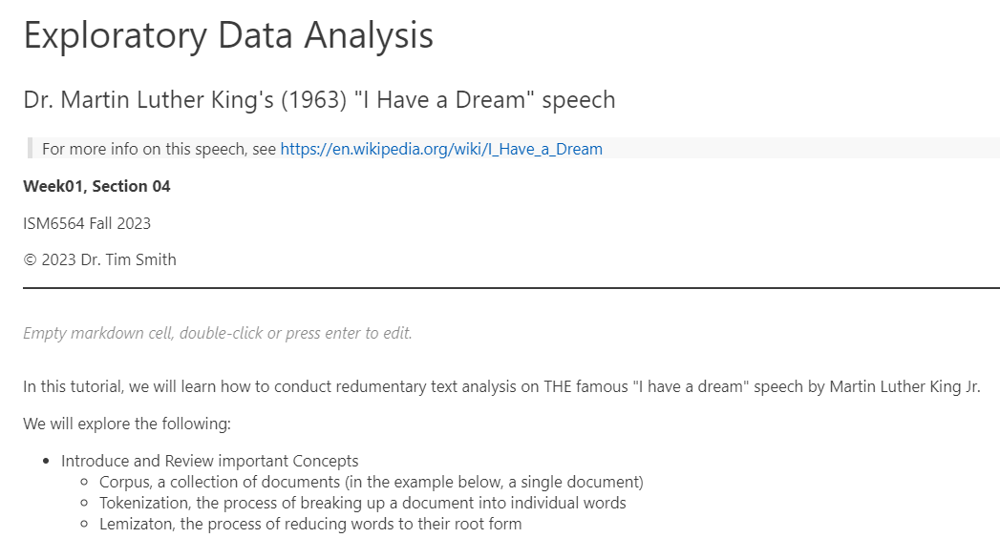 Exploratory Data Analysis
Dr. Martin Luther King's (1963) "I Have a Dream" speech
For more info on this speech, see https://en.wikipedia.org/wiki/I_Have_a_Dream
Week01, Section 04
ISM6564 Fall 2023
© 2023 Dr. Tim Smith
Empty markdown cell, double-click or press enter to edit.
In this tutorial, we will learn how to conduct redumentary text analysis on THE famous "I have a dream" speech by Martin Luther King Jr.
We will explore the following:
• Introduce and Review important Concepts
◦ Corpus, a collection of documents (in the example below, a single document)
◦ Tokenization, the process of breaking up a document into individual words
◦ Lemizaton, the process of reducing words to their root form